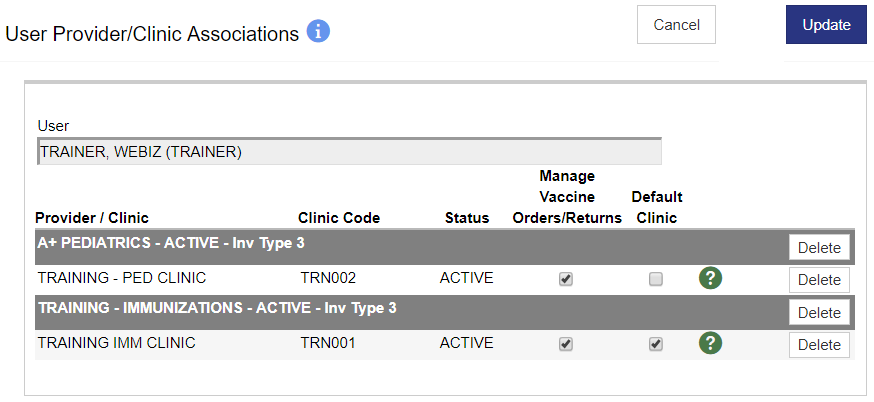 User Provider/Clinic Associations i
Cancel
Update
User
TRAINER, WEBIZ (TRAINER)
Manage
Vaccine Default
Provider / Clinic Clinic Code Status Orders/Returns Clinic
A+ PEDIATRICS - ACTIVE - Inv Type 3 Delete
TRAINING - PED CLINIC TRN002 ACTIVE ? Delete
TRAINING - IMMUNIZATIONS - ACTIVE - Inv Type 3 Delete
TRAINING IMM CLINIC TRN001 ACTIVE ? Delete